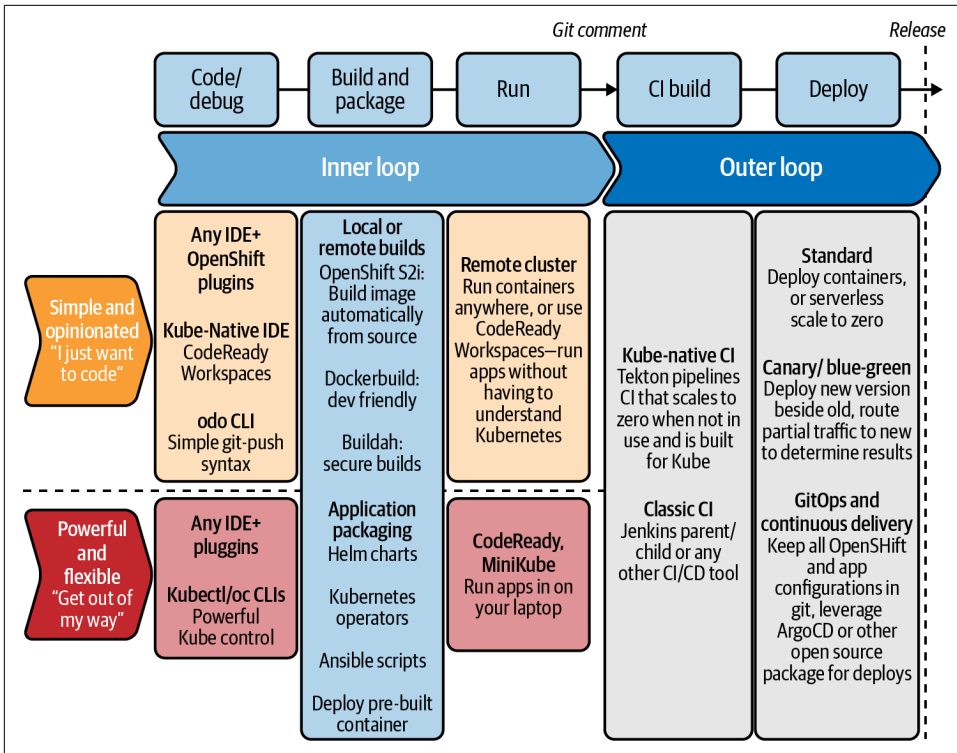 Git comment
Release
Code/
debug
Build and
package
Run
CI build
Deploy
Inner loop
Outer loop
Simple and
opinionated
“I just want
to code”
Any IDE+
OpenShift
plugins
Kube-Native IDE
CodeReady
Workspaces
odo CLI
Simple git-push
syntax
Local or
remote builds
OpenShift S2i:
Build image
automatically
from source
Dockerbuild:
dev friendly
Buildah:
secure builds
Application
packaging
Helm charts
Kubernetes
operators
Ansible scripts
Deploy pre-built
container
Remote cluster
Run containers
anywhere, or use
CodeReady
Workspaces—run
apps without
having to
understand
Kubernetes
Kube-native CI
Tekton pipelines
CI that scales to
zero when not in
use and is built
for Kube
Classic CI
Jenkins parent/
child or any
other CI/CD tool
Standard
Deploy containers,
or serverless
scale to zero
Canary/ blue-green
Deploy new version
beside old, route
partial traffic to new
to determine results
GitOps and
continuous delivery
Keep all OpenSHift
and app
configurations in
git, leverage
ArgoCD or other
open source
package for deploys
Powerful
and
flexible
“Get out of
my way”
Any IDE+
pluggins
Kubectl/oc CLIs
Powerful
Kube control
CodeReady,
MiniKube
Run apps in on
your laptop